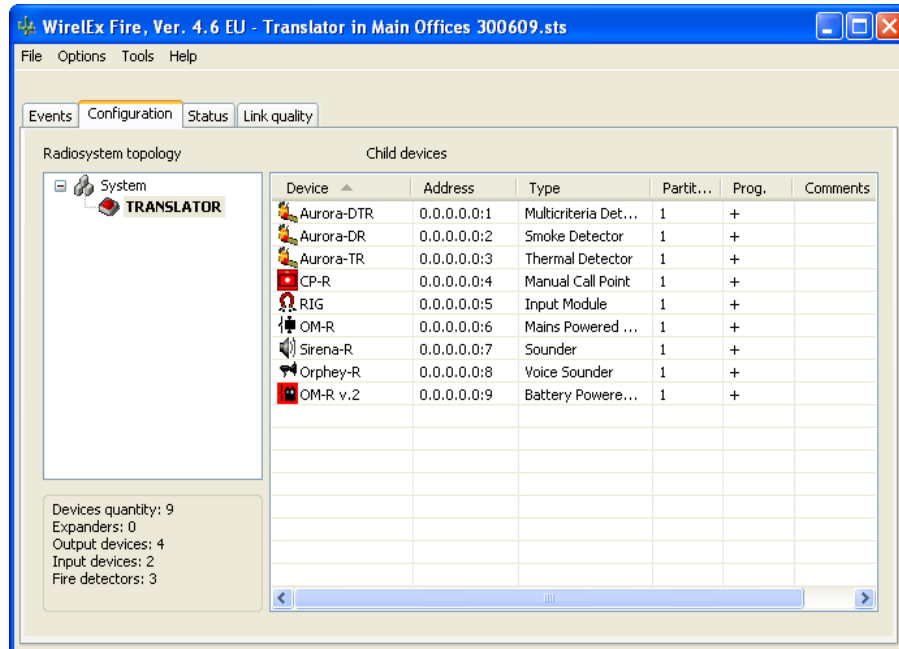 WirelEx Fire, Ver. 4.6 EU - Translator in Main Offices 300609.sts
File Options Tools Help
Events Configuration Status Link quality
Radiosystem topology Child devices
System
TRANSLATOR
Device Address Type Partit... Prog. Comments
Aurora-DTR 0.0.0.0.0:1 Multicriteria Det... 1 +
Aurora-DR 0.0.0.0.0:2 Smoke Detector 1 +
Aurora-TR 0.0.0.0.0:3 Thermal Detector 1 +
CP-R 0.0.0.0.0:4 Manual Call Point 1 +
RIG 0.0.0.0.0:5 Input Module 1 +
OM-R 0.0.0.0.0:6 Mains Powered ... 1 +
Sirena-R 0.0.0.0.0:7 Sounder 1 +
Orphey-R 0.0.0.0.0:8 Voice Sounder 1 +
OM-R v.2 0.0.0.0.0:9 Battery Powere... 1 +
Devices quantity: 9
Expanders: 0
Output devices: 4
Input devices: 2
Fire detectors: 3